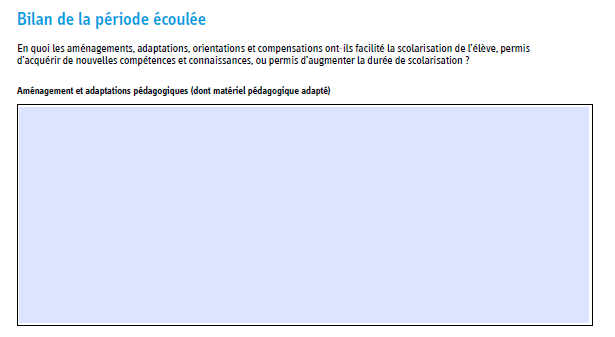 Bilan de la période écoulée
En quoi les aménagements, adaptations, orientations et compensations ont-ils facilité la scolarisation de l'élève, permis
d'acquérir de nouvelles compétences et connaissances, ou permis d'augmenter la durée de scolarisation ?
Aménagement et adaptations pédagogiques (dont matériel pédagogique adapté)